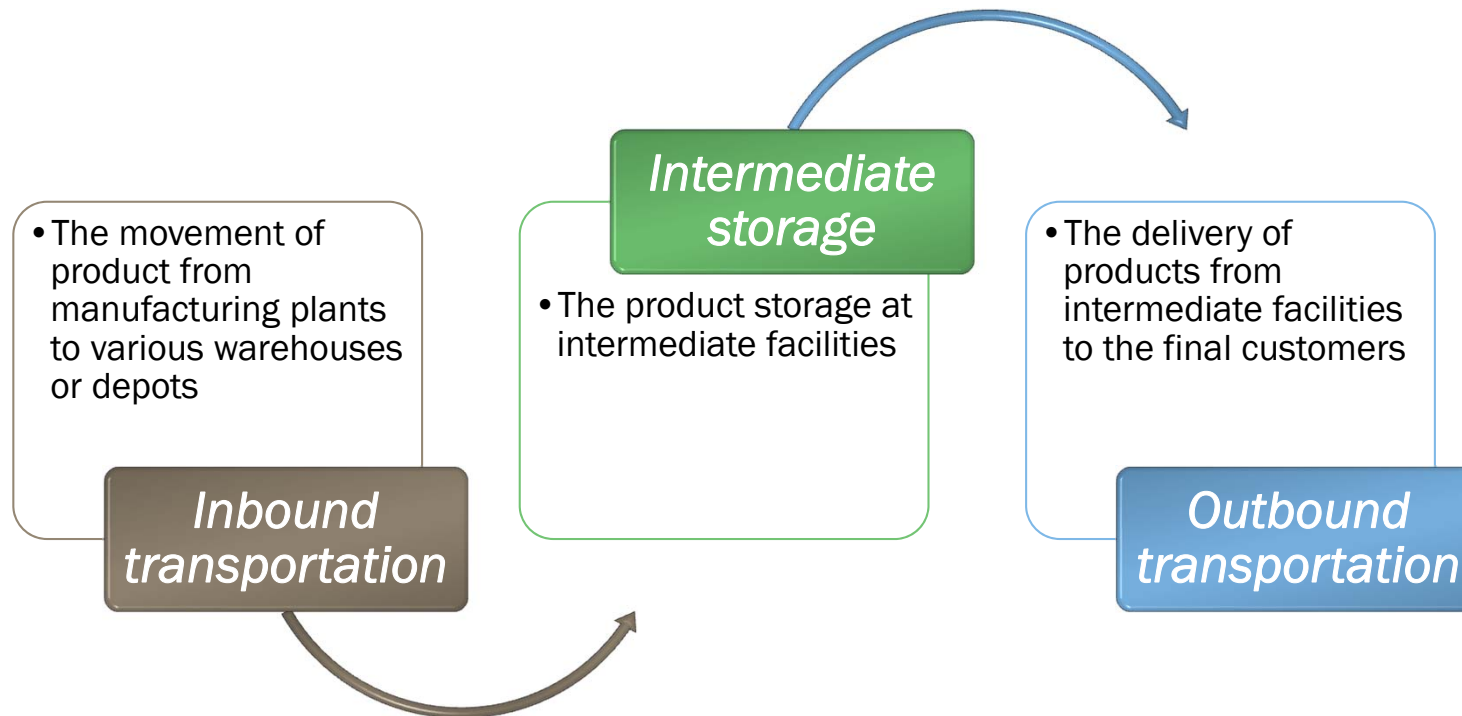 • The movement of
product from
manufacturing plants
to various warehouses
or depots
Inbound
transportation
Intermediate
storage
• The product storage at
intermediate facilities
• The delivery of
products from
intermediate facilities
to the final customers
Outbound
transportation